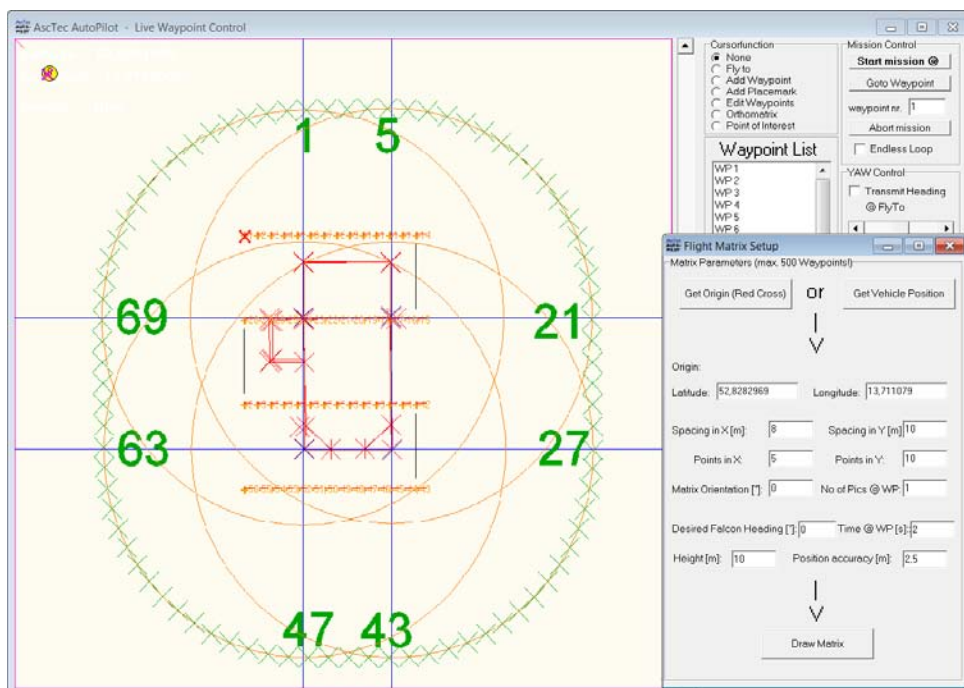 AscTec AutoPilot - Live Waypoint Control
1 5
69 21
63 27
47 43
Cursorfunction
None
Fly to
Add Waypoint
Add Placemark
Edit Waypoints
Orthomatrix
Point of Interest
Mission Control
Start mission @
Goto Waypoint
waypoint nr. 1
Abort mission
Endless Loop
Waypoint List
WP 1
WP 2
WP 3
WP 4
WP 5
WP 6
YAW Control
Transmit Heading
@ FlyTo
Flight Matrix Setup
Matrix Parameters (max. 500 Waypoints!)
Get Origin (Red Cross) or Get Vehicle Position
Origin:
Latitude: 52,8282969 Longitude: 13,711079
Spacing in X [m]: 8 Spacing in Y [m] 10
Points in X: 5 Points in Y: 10
Matrix Orientation [°]: 0 No of Pics @ WP: 1
Desired Falcon Heading [°]: 0 Time @ WP [s]: 2
Height [m]: 10 Position accuracy [m]: 2.5
Draw Matrix